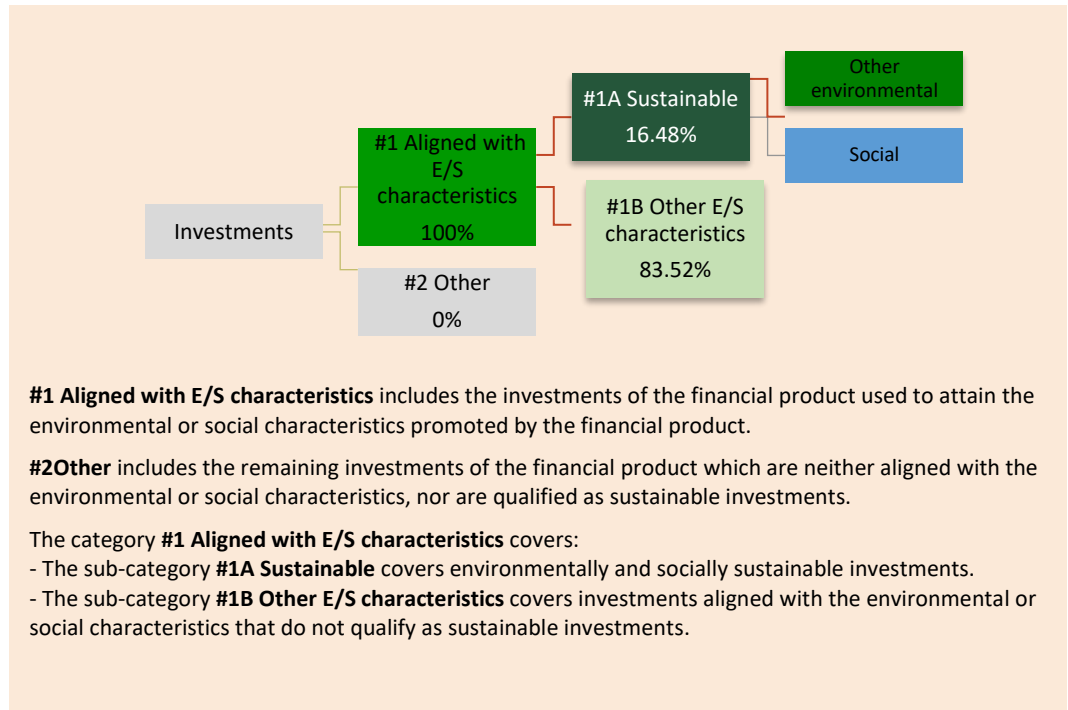 Investments
#1 Aligned with
E/S
characteristics
100%
#2 Other
0%
#1A Sustainable
16.48%
#1B Other E/S
characteristics
83.52%
Other
environmental
Social
#1 Aligned with E/S characteristics includes the investments of the financial product used to attain the
environmental or social characteristics promoted by the financial product.
#2Other includes the remaining investments of the financial product which are neither aligned with the
environmental or social characteristics, nor are qualified as sustainable investments.
The category #1 Aligned with E/S characteristics covers:
- The sub-category #1A Sustainable covers environmentally and socially sustainable investments.
- The sub-category #1B Other E/S characteristics covers investments aligned with the environmental or
social characteristics that do not qualify as sustainable investments.